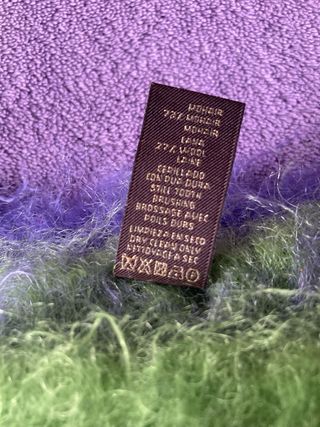 MOHAIR
73% MOHAIR
MOHAIR
LANA
27% WOOL
LAINE
CEPILLADO
CON PUA DURA
STIFF TOOTH
BRUSHING
BROSSAGE AVEC
POILS DURS
LIMPIEZA EN SECO
DRY CLEAN ONLY
NETTOYAGE A SEC